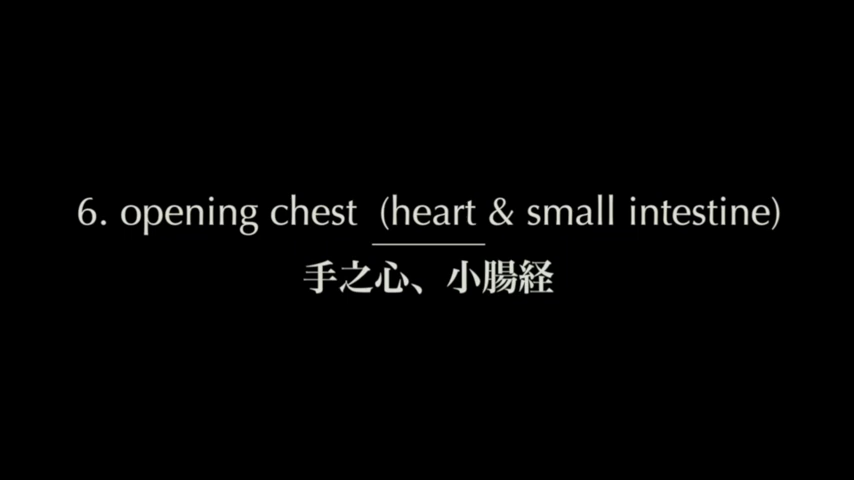 6. opening chest (heart & small intestine)
手之心、小腸経